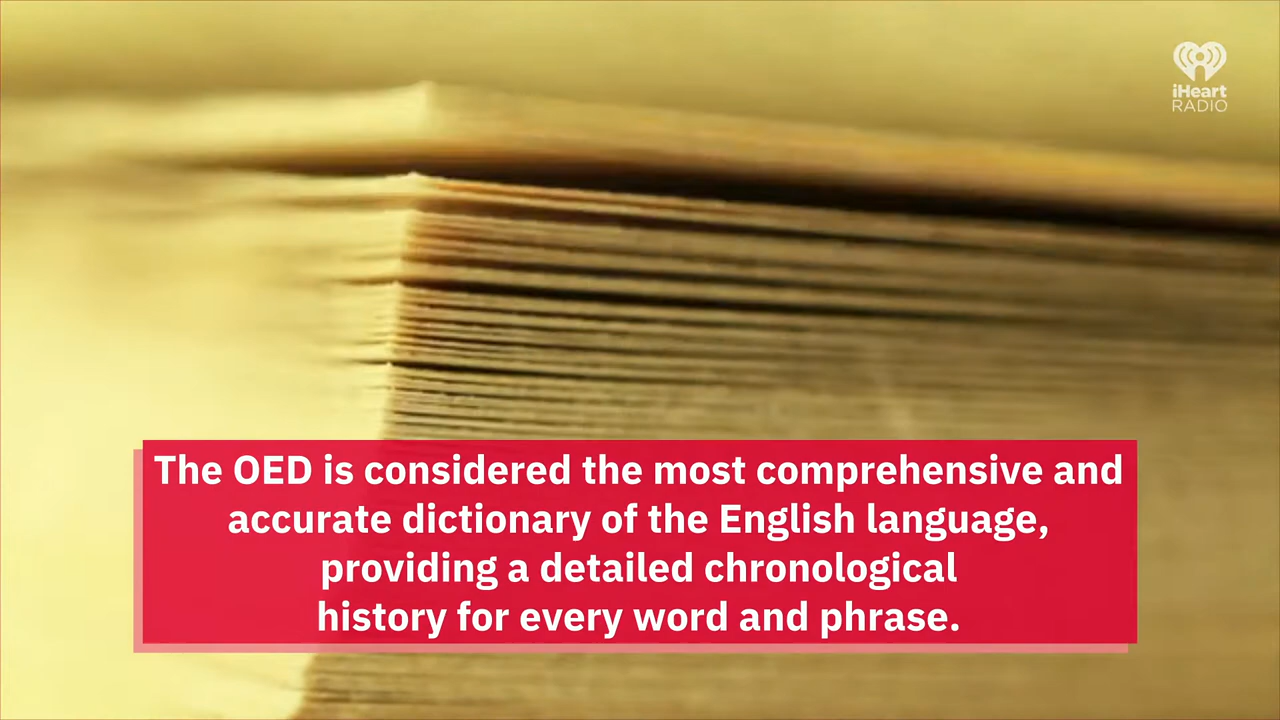 iHeart
RADIO
The OED is considered the most comprehensive and
accurate dictionary of the English language,
providing a detailed chronological
history for every word and phrase.